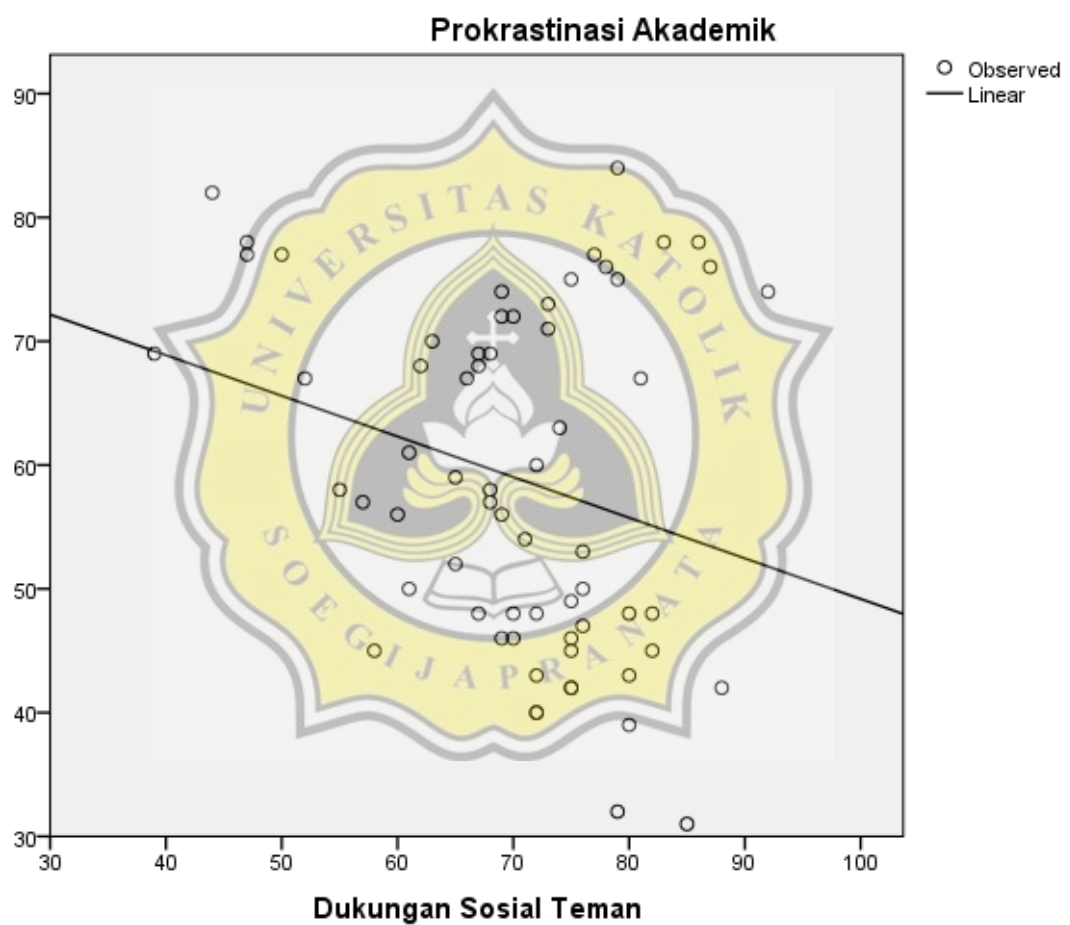 Prokrastinasi Akademik
Observed
Linear
90
80
70
60
50
40
30
30 40 50 60 70 80 90 100
Dukungan Sosial Teman
UNIVERSITAS KATOLIK
SOEGIJAPRANATA